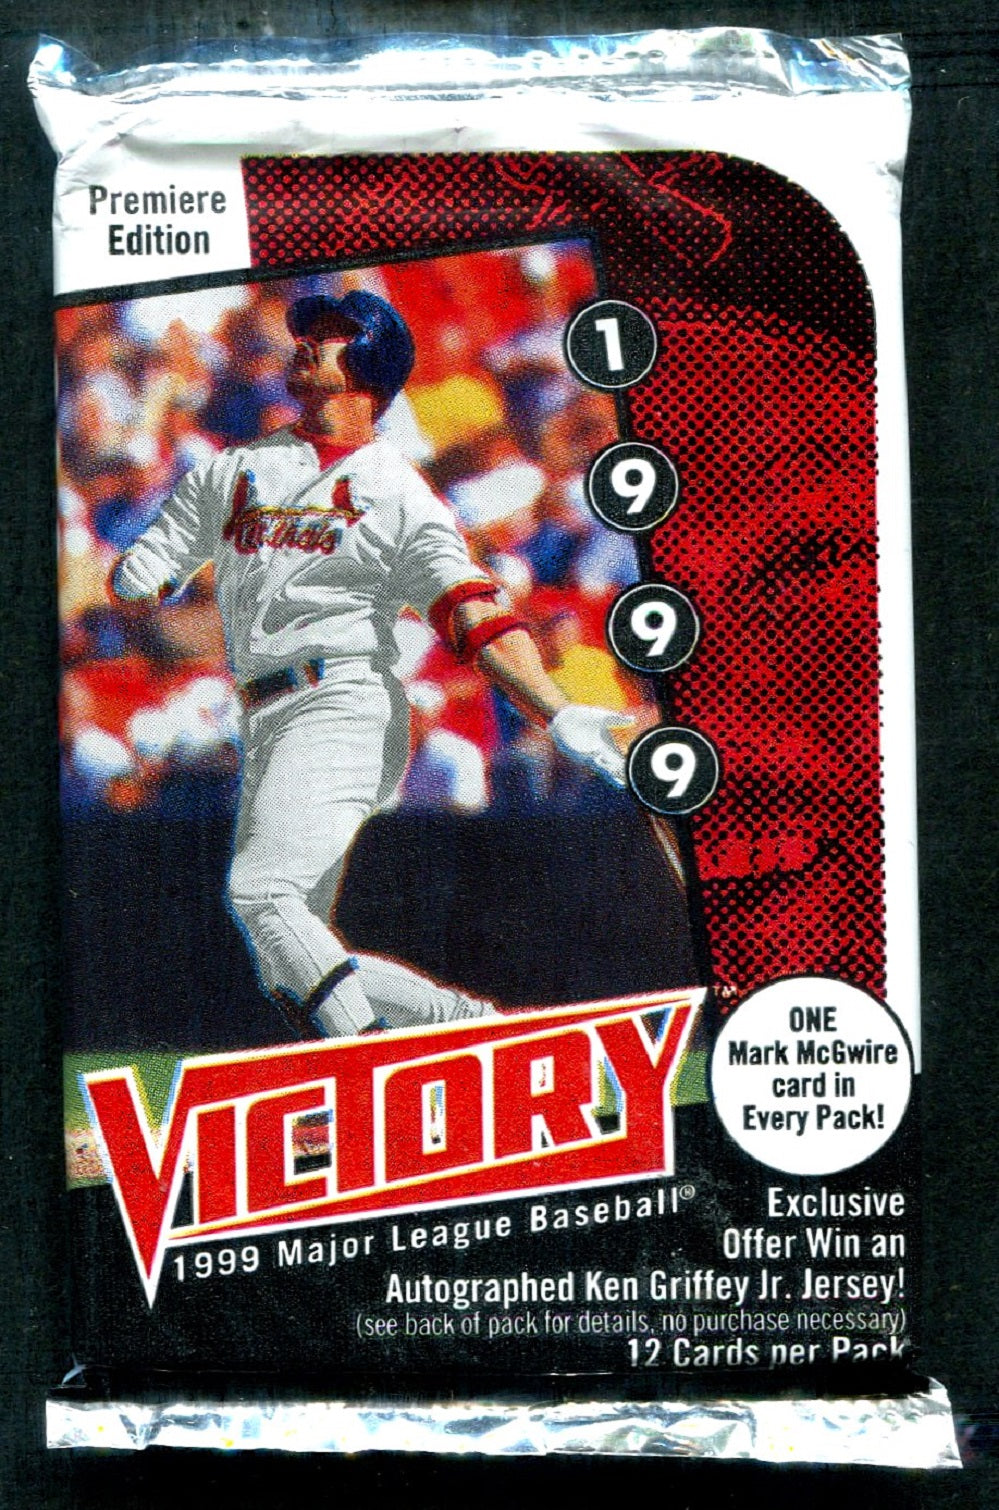 Premiere
Edition
1
9
9
9
Cardinals
VICTORY™
1999 Major League Baseball®
ONE
Mark McGwire
card in
Every Pack!
Exclusive
Offer Win an
Autographed Ken Griffey Jr. Jersey!
(see back of pack for details, no purchase necessary)
12 Cards per Pack